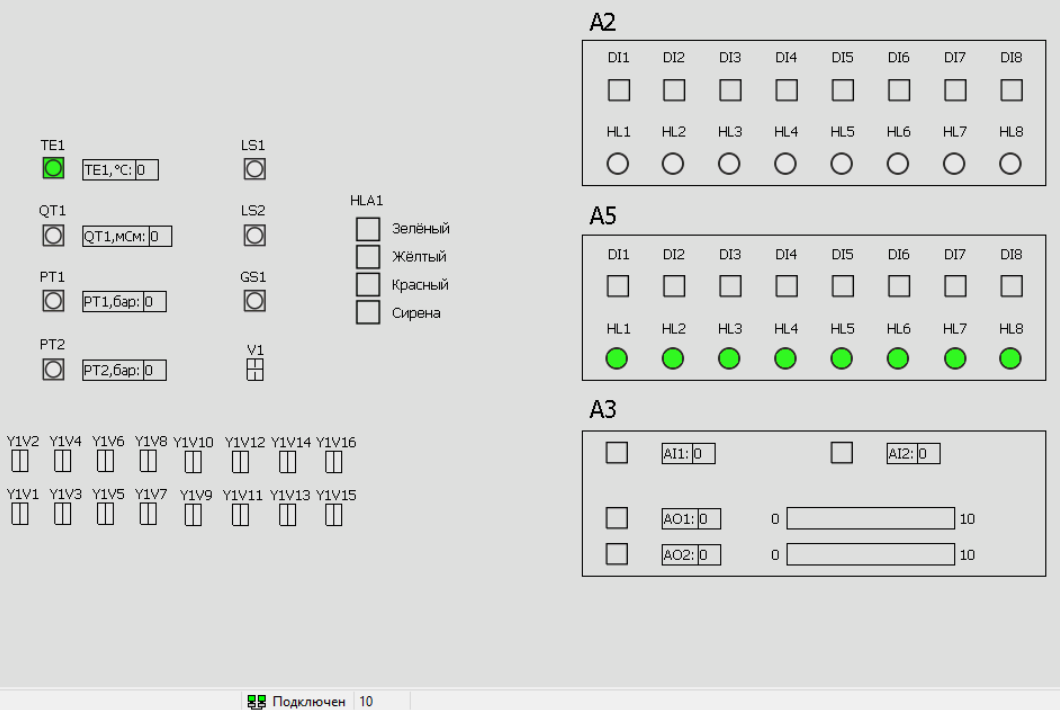 A2
DI1 DI2 DI3 DI4 DI5 DI6 DI7 DI8
HL1 HL2 HL3 HL4 HL5 HL6 HL7 HL8
TE1
TE1,°C: 0
LS1
QT1
QT1,мСм: 0
LS2
HLA1
Зелёный
Жёлтый
Красный
Сирена
PT1
PT1,бар: 0
GS1
PT2
PT2,бар: 0
V1
A5
DI1 DI2 DI3 DI4 DI5 DI6 DI7 DI8
HL1 HL2 HL3 HL4 HL5 HL6 HL7 HL8
A3
AI1: 0 AI2: 0
AO1: 0 0 10
AO2: 0 0 10
Y1V2 Y1V4 Y1V6 Y1V8 Y1V10 Y1V12 Y1V14 Y1V16
Y1V1 Y1V3 Y1V5 Y1V7 Y1V9 Y1V11 Y1V13 Y1V15
Подключен 10